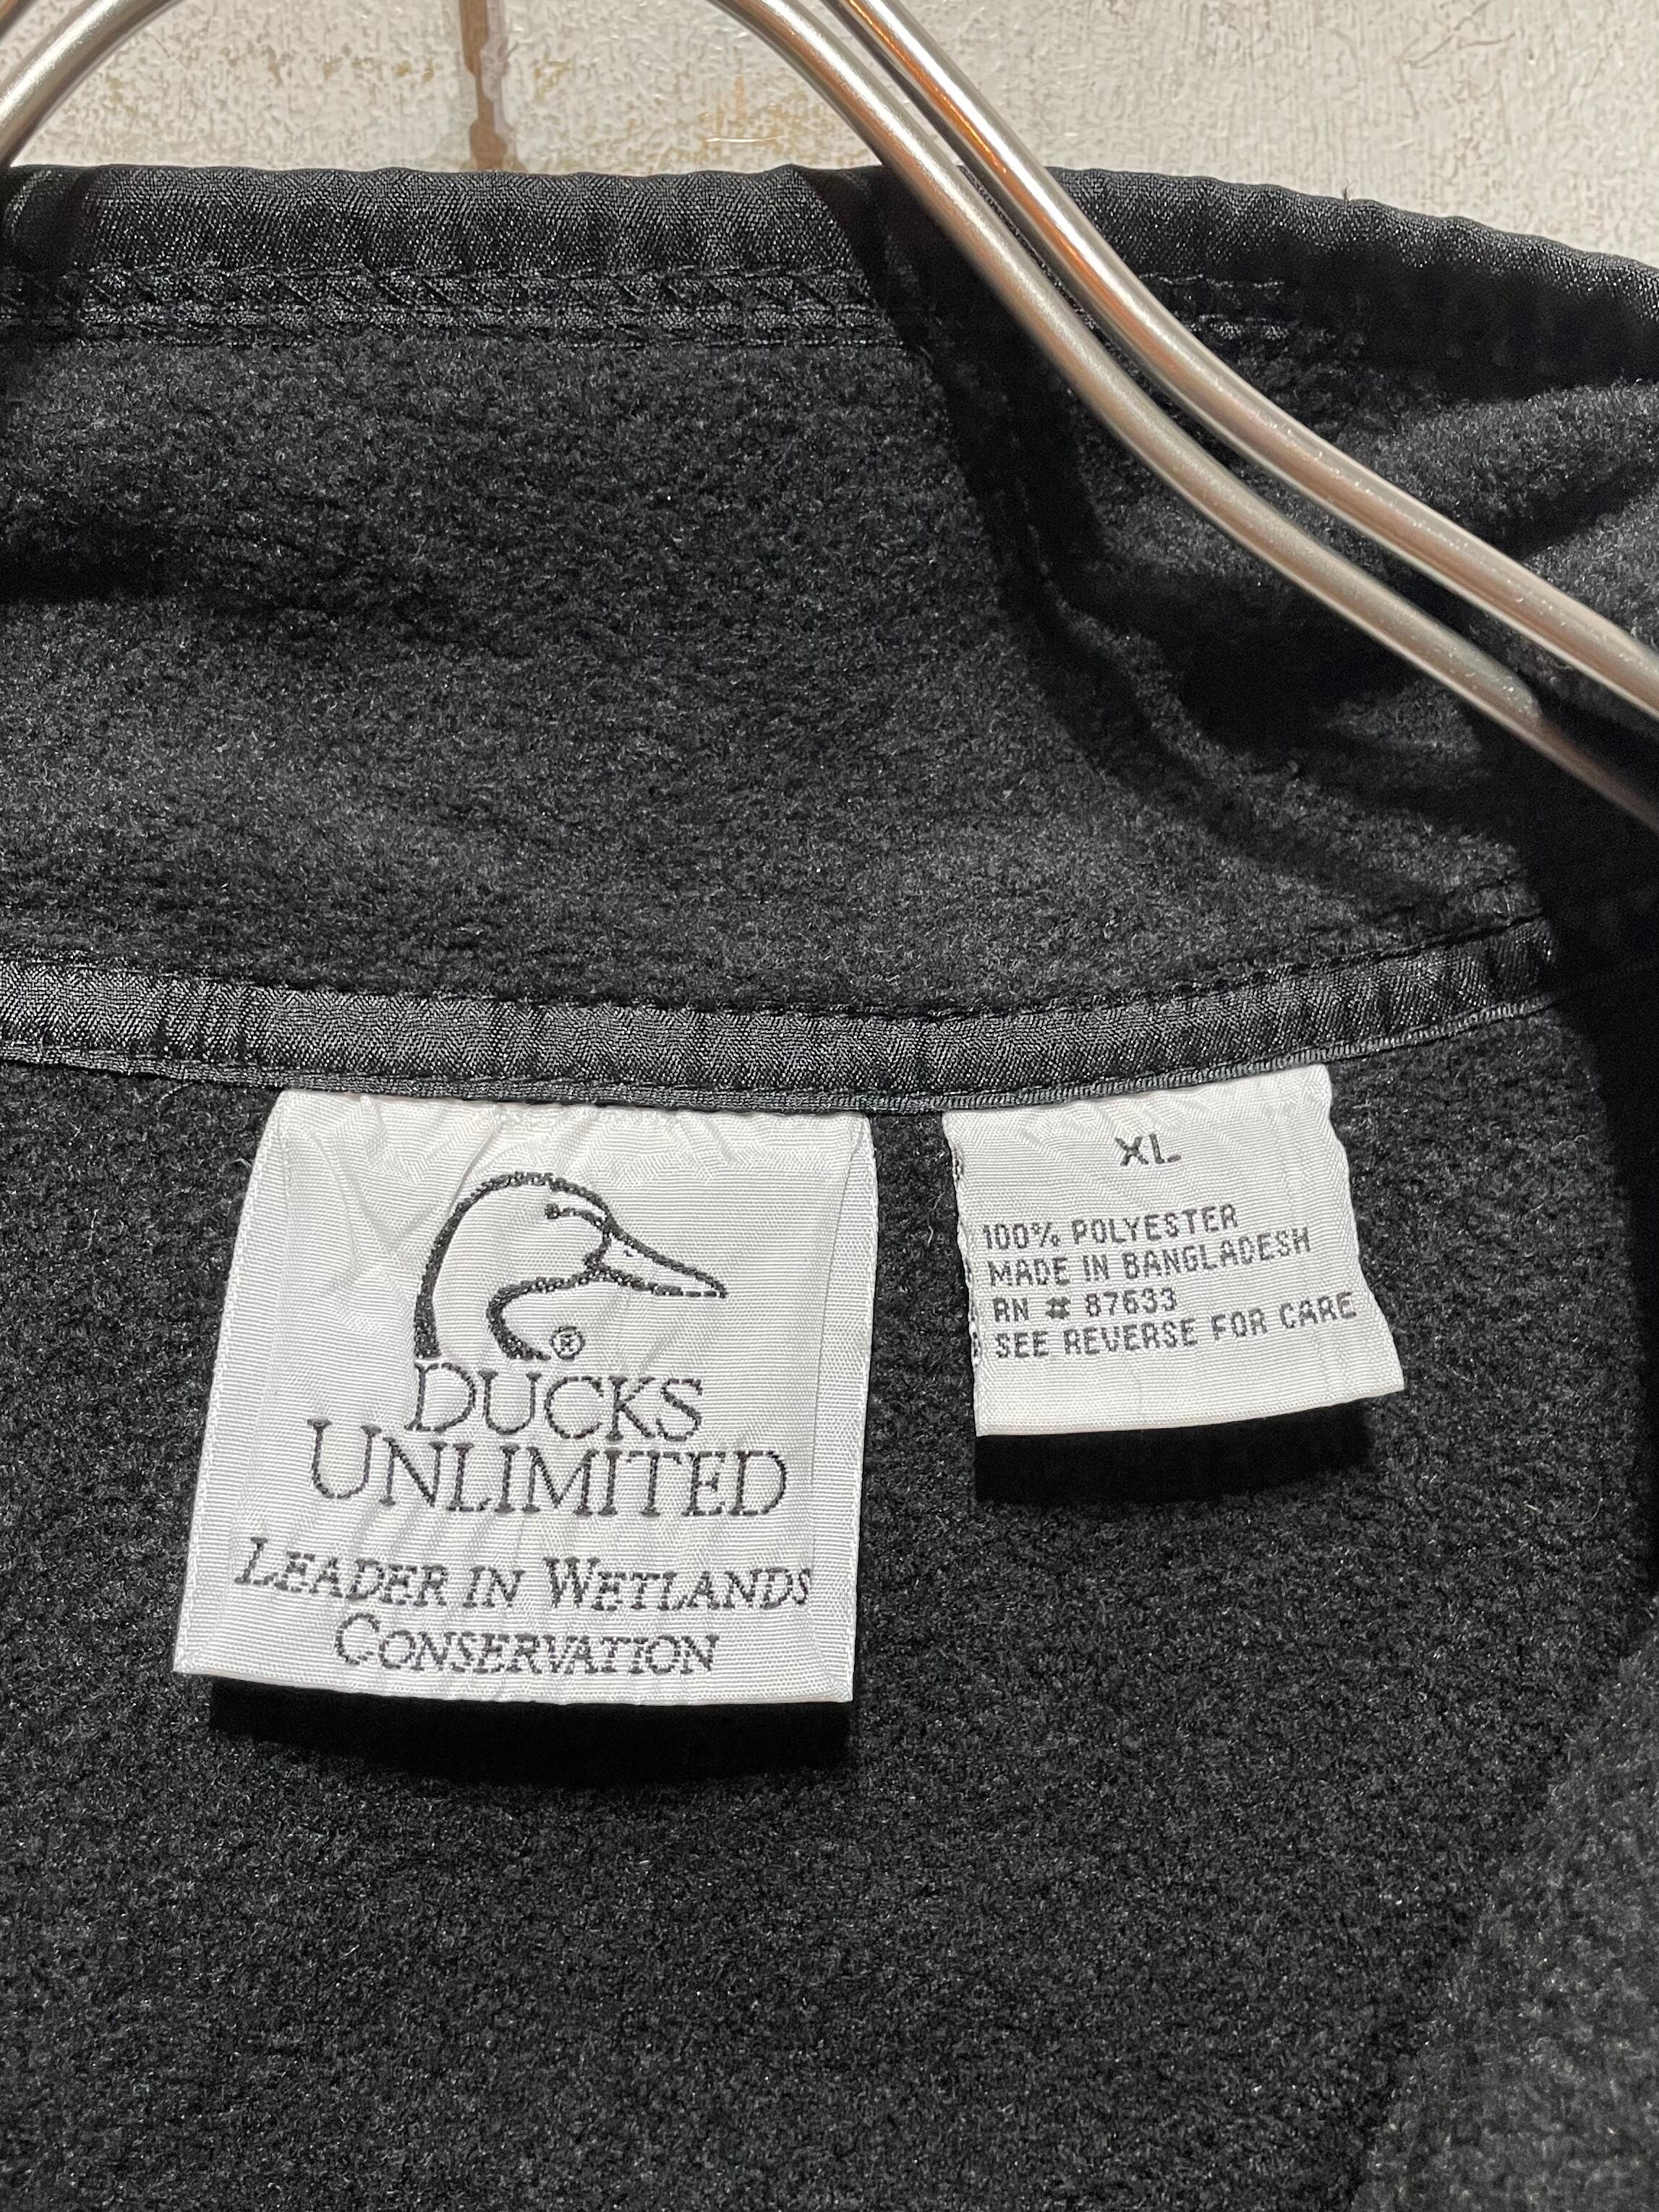 ®
DUCKS
UNLIMITED
LEADER IN WETLANDS
CONSERVATION
XL
100% POLYESTER
MADE IN BANGLADESH
RN # 87633
SEE REVERSE FOR CARE